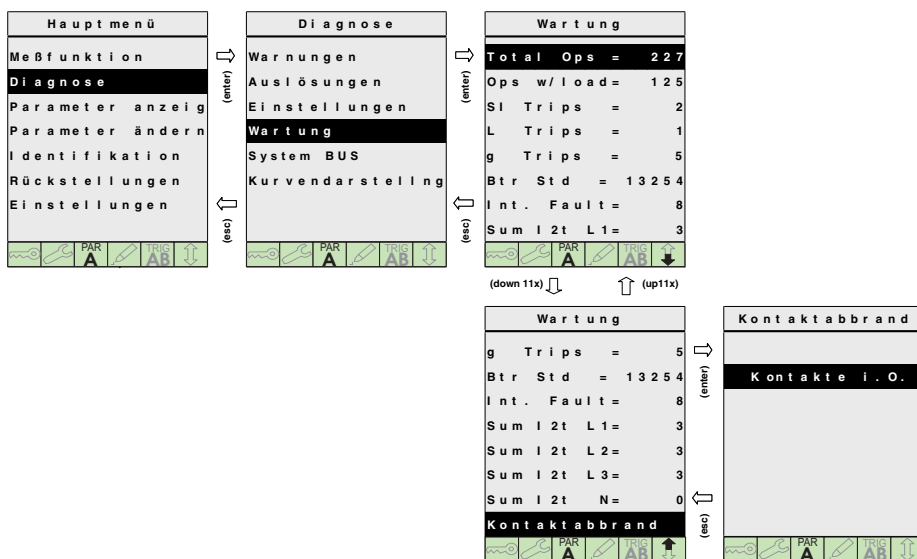 Hauptmenü
Meßfunktion
Diagnose
Parameter anzeig
Parameter ändern
Identifikation
Rückstellungen
Einstellungen
PAR
A
TRIG
AB
(enter)
(esc)
Diagnose
Warnungen
Auslösungen
Einstellungen
Wartung
System BUS
Kurvendarstellng
PAR
A
TRIG
AB
(enter)
(esc)
Wartung
Total Ops = 227
Ops w/load= 125
SI Trips = 2
L Trips = 1
g Trips = 5
Btr Std = 13254
Int. Fault= 8
Sum I2t L1= 3
PAR
A
TRIG
AB
(down 11x)
(up11x)
Wartung
g Trips = 5
Btr Std = 13254
Int. Fault= 8
Sum I2t L1= 3
Sum I2t L2= 3
Sum I2t L3= 3
Sum I2t N= 0
Kontaktabbrand
PAR
A
TRIG
AB
(enter)
(esc)
Kontaktabbrand
Kontakte i.O.
PAR
A
TRIG
AB